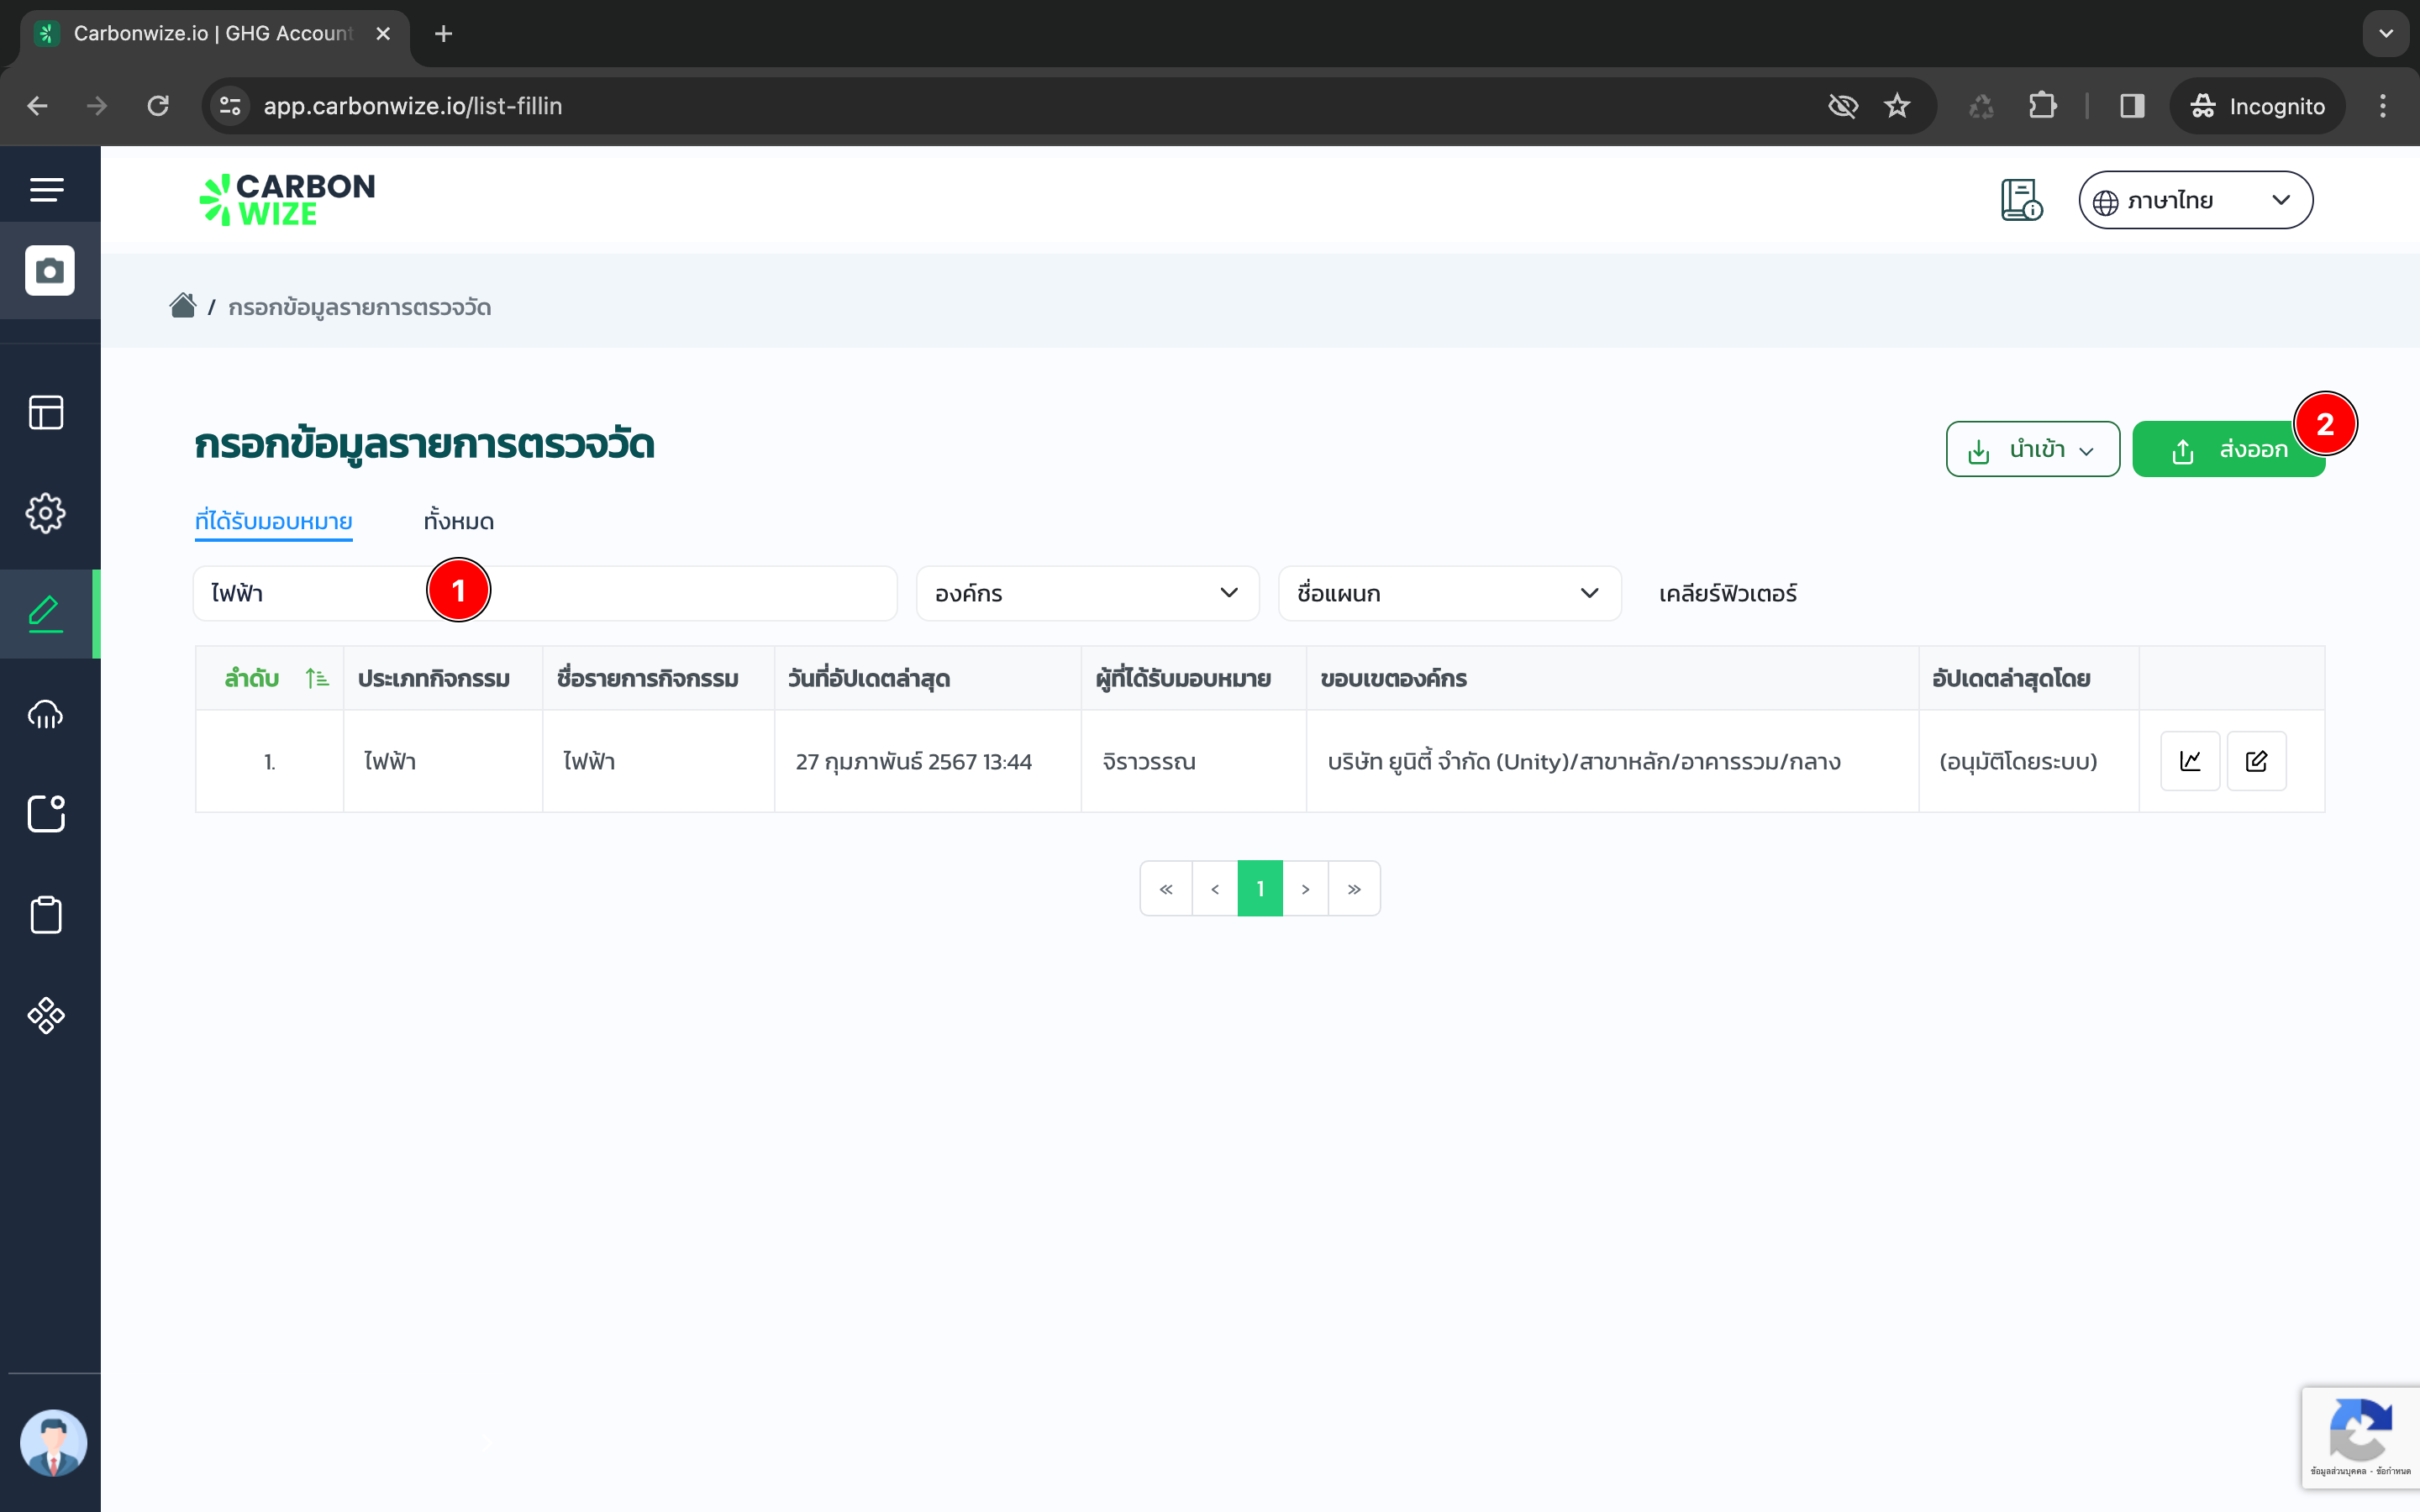 Carbonwize.io | GHG Account
app.carbonwize.io/list-fillin
Incognito
CARBON
WIZE
ภาษาไทย
/ กรอกข้อมูลรายการตรวจวัด
กรอกข้อมูลรายการตรวจวัด
นำเข้า
ส่งออก
2
ที่ได้รับมอบหมาย ทั้งหมด
ไฟฟ้า
1
องค์กร
ชื่อแผนก
เคลียร์ฟิวเตอร์
ลำดับ ประเภทกิจกรรม ชื่อรายการกิจกรรม วันที่อัปเดตล่าสุด ผู้ที่ได้รับมอบหมาย ขอบเขตองค์กร อัปเดตล่าสุดโดย
1. ไฟฟ้า ไฟฟ้า 27 กุมภาพันธ์ 2567 13:44 จิราวรรณ บริษัท ยูนิตี้ จำกัด (Unity)/สาขาหลัก/อาคารรวม/กลาง (อนุมัติโดยระบบ)
« ‹ 1 › »
ข้อมูลส่วนบุคคล - ข้อกำหนด